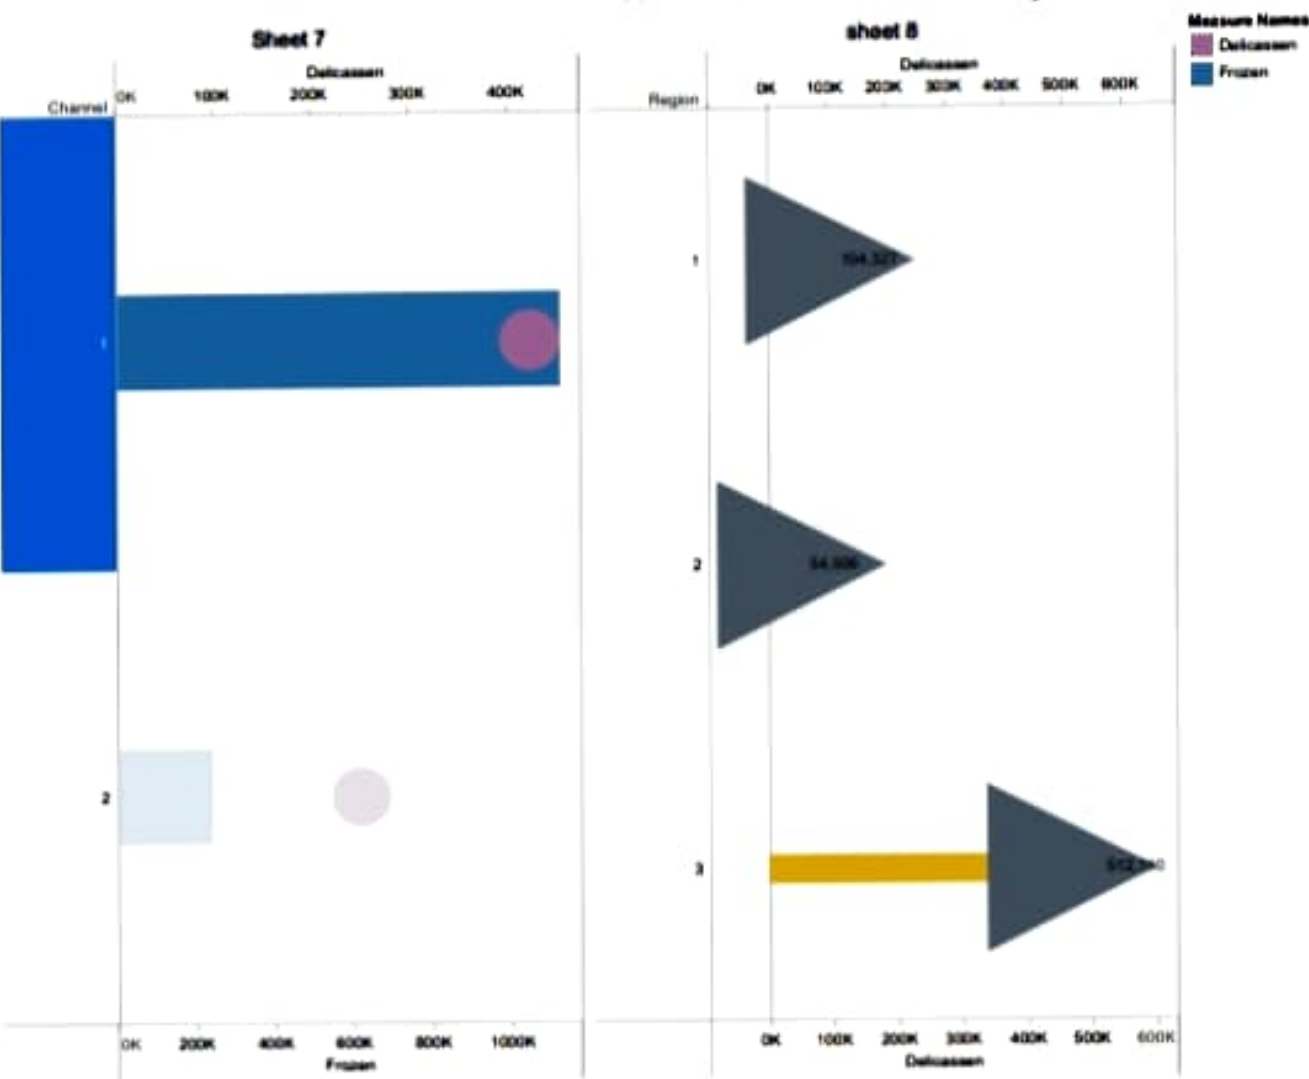 Sheet 7
Delicassen
Channel
0K 100K 200K 300K 400K
1
2
0K 200K 400K 600K 800K 1000K
Frozen
sheet 8
Delicassen
Region
0K 100K 200K 300K 400K 500K 600K
1
104,327
2
3
0K 100K 200K 300K 400K 500K 600K
Delicassen
Measure Names
Delicassen
Frozen